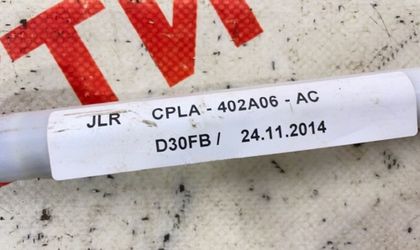 JLR CPLA - 402A06 - AC
D30FB / 24.11.2014